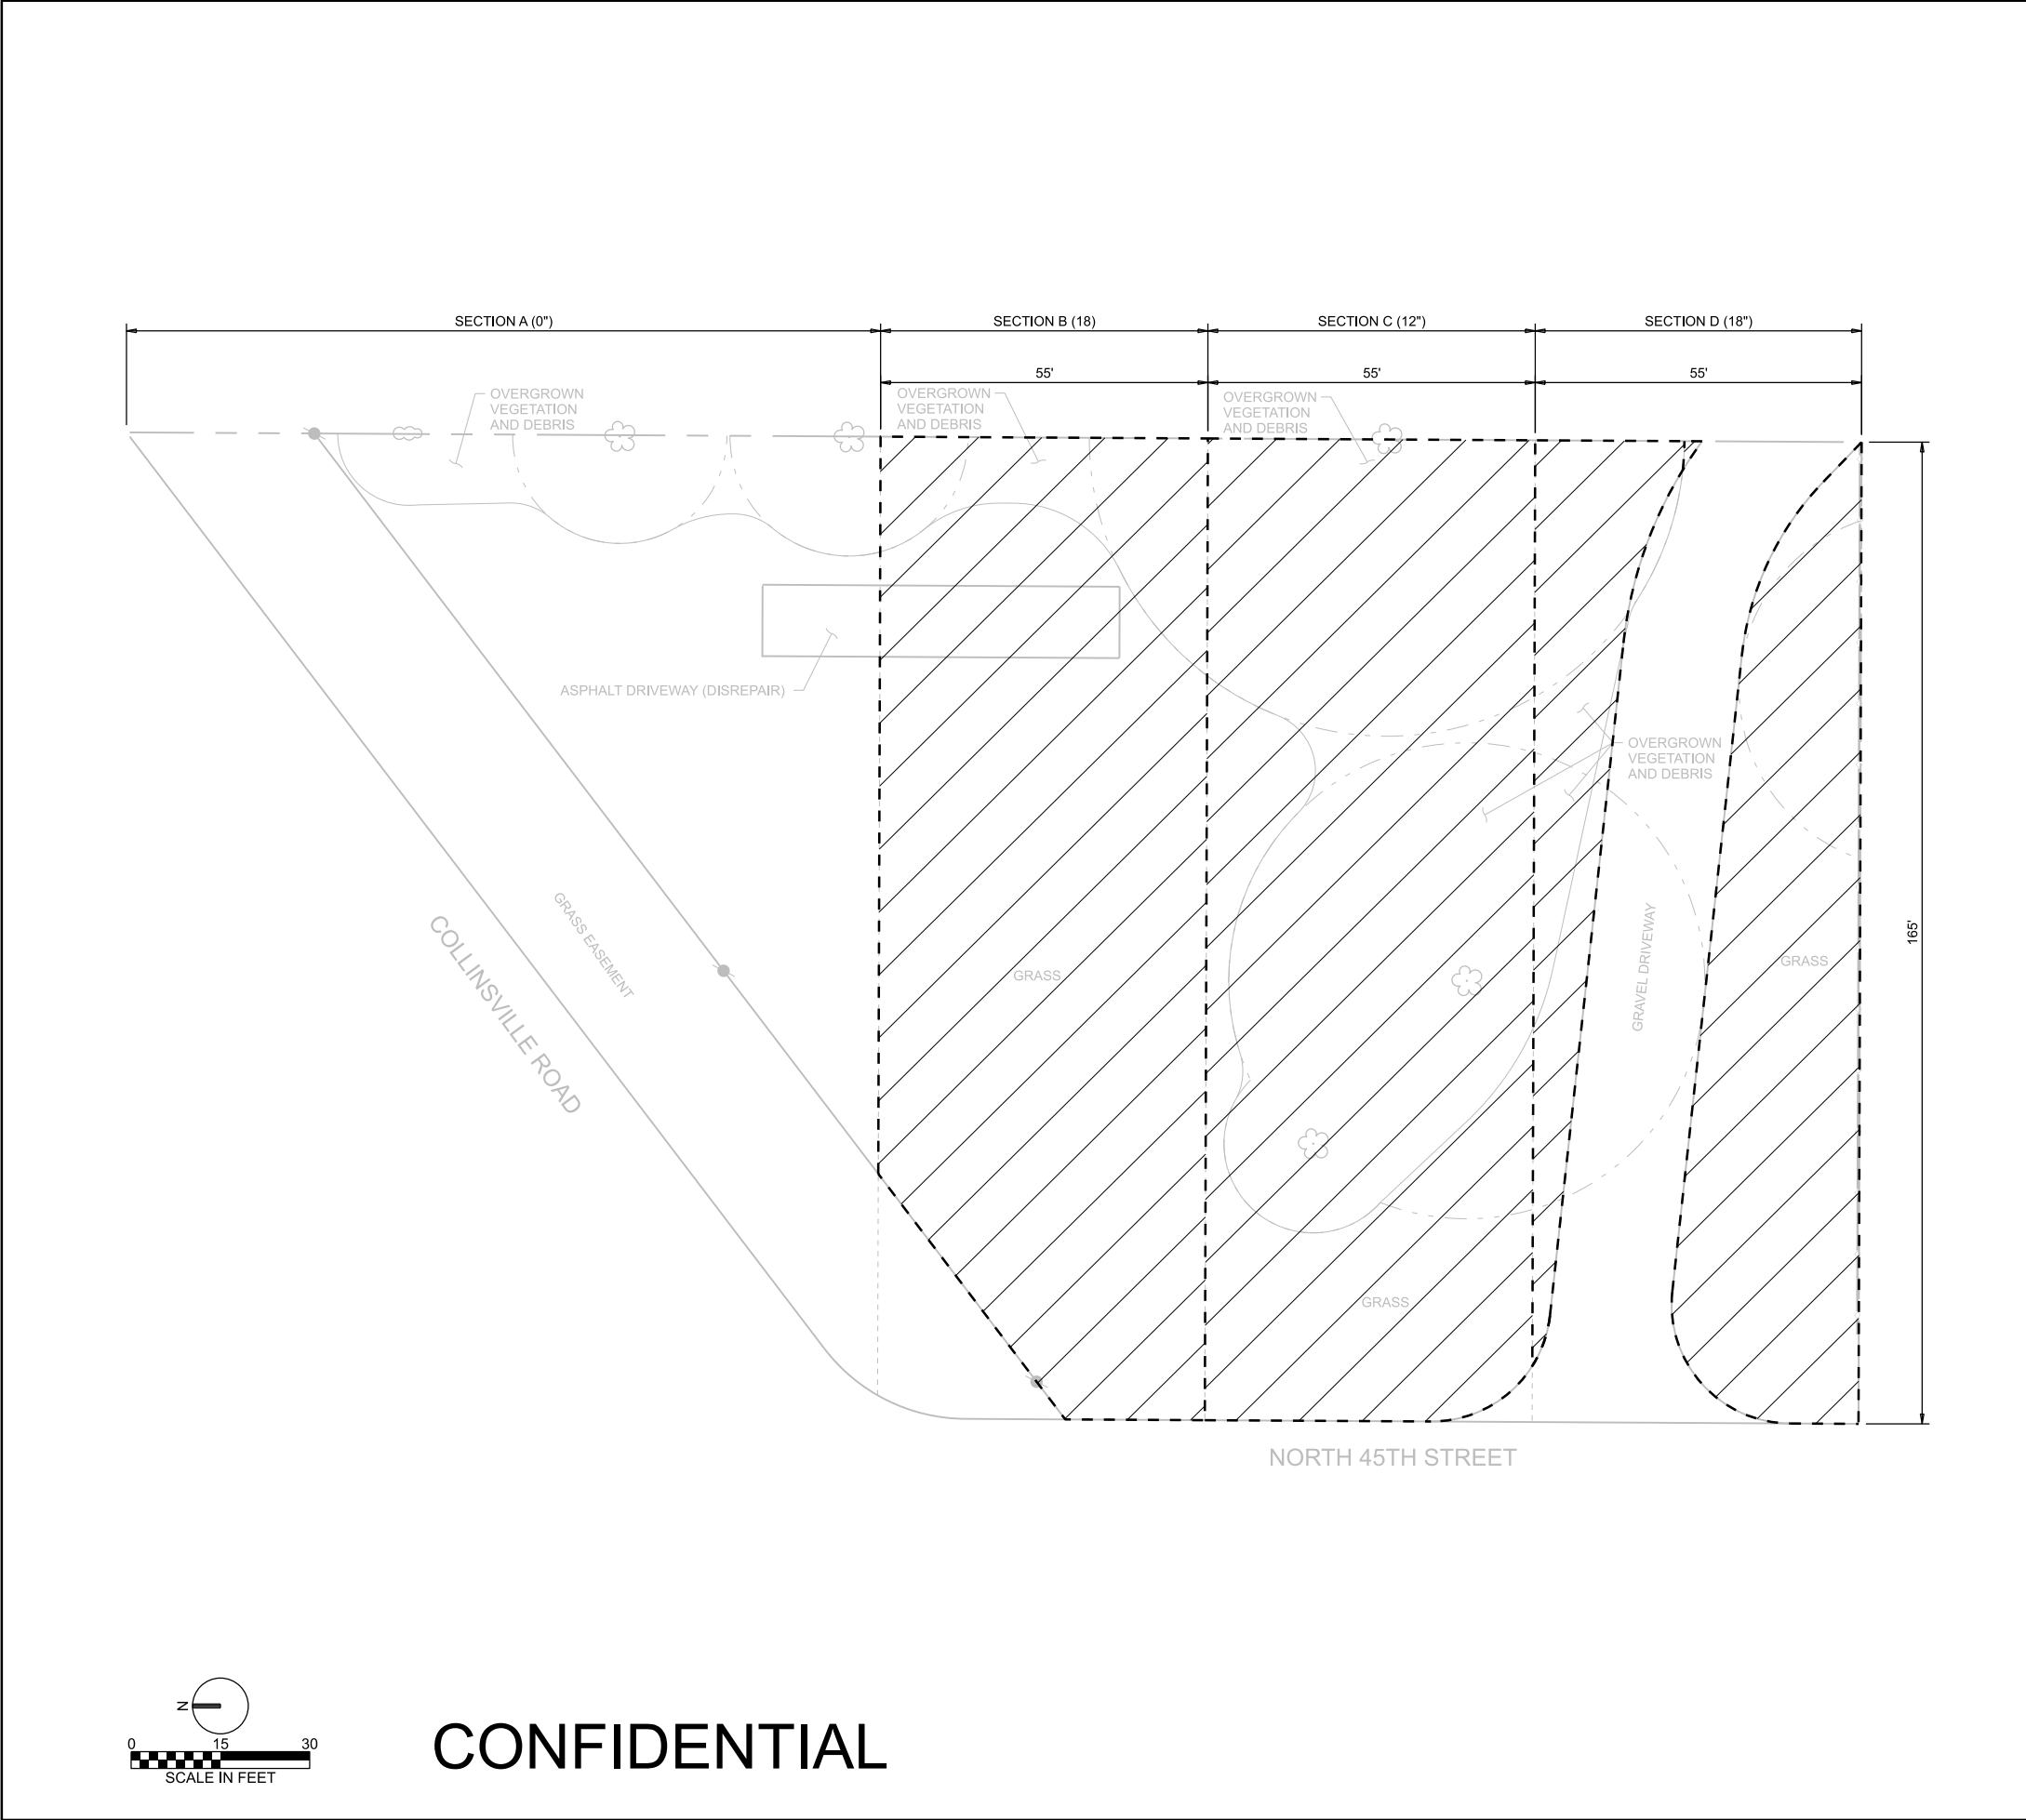 SECTION A (0")
SECTION B (18)
SECTION C (12")
SECTION D (18")
55'
55'
55'
OVERGROWN
VEGETATION
AND DEBRIS
OVERGROWN
VEGETATION
AND DEBRIS
OVERGROWN
VEGETATION
AND DEBRIS
ASPHALT DRIVEWAY (DISREPAIR)
OVERGROWN
VEGETATION
AND DEBRIS
GRASS EASEMENT
COLLINSVILLE ROAD
GRASS
GRAVEL DRIVEWAY
GRASS
165'
GRASS
NORTH 45TH STREET
N
0 15 30
SCALE IN FEET
CONFIDENTIAL